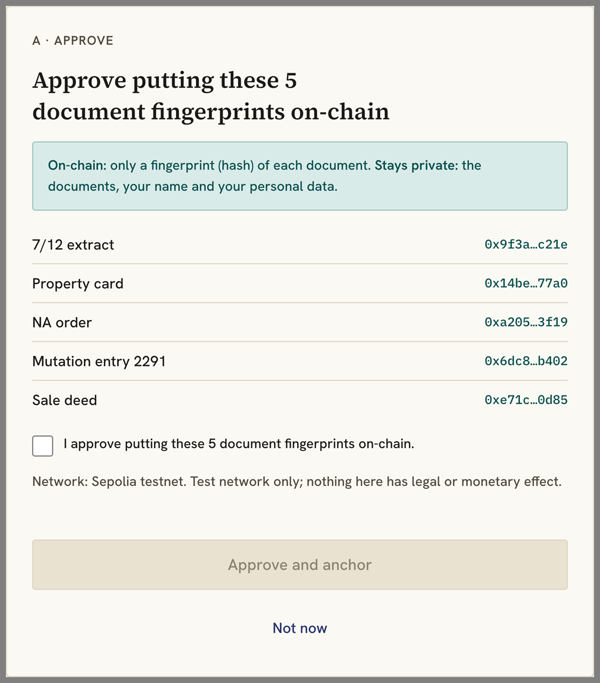 A · APPROVE
Approve putting these 5
document fingerprints on-chain
On-chain: only a fingerprint (hash) of each document. Stays private: the
documents, your name and your personal data.
7/12 extract 0x9f3a…c21e
Property card 0x14be…77a0
NA order 0xa205…3f19
Mutation entry 2291 0x6dc8…b402
Sale deed 0xe71c…0d85
I approve putting these 5 document fingerprints on-chain.
Network: Sepolia testnet. Test network only; nothing here has legal or monetary effect.
Approve and anchor
Not now